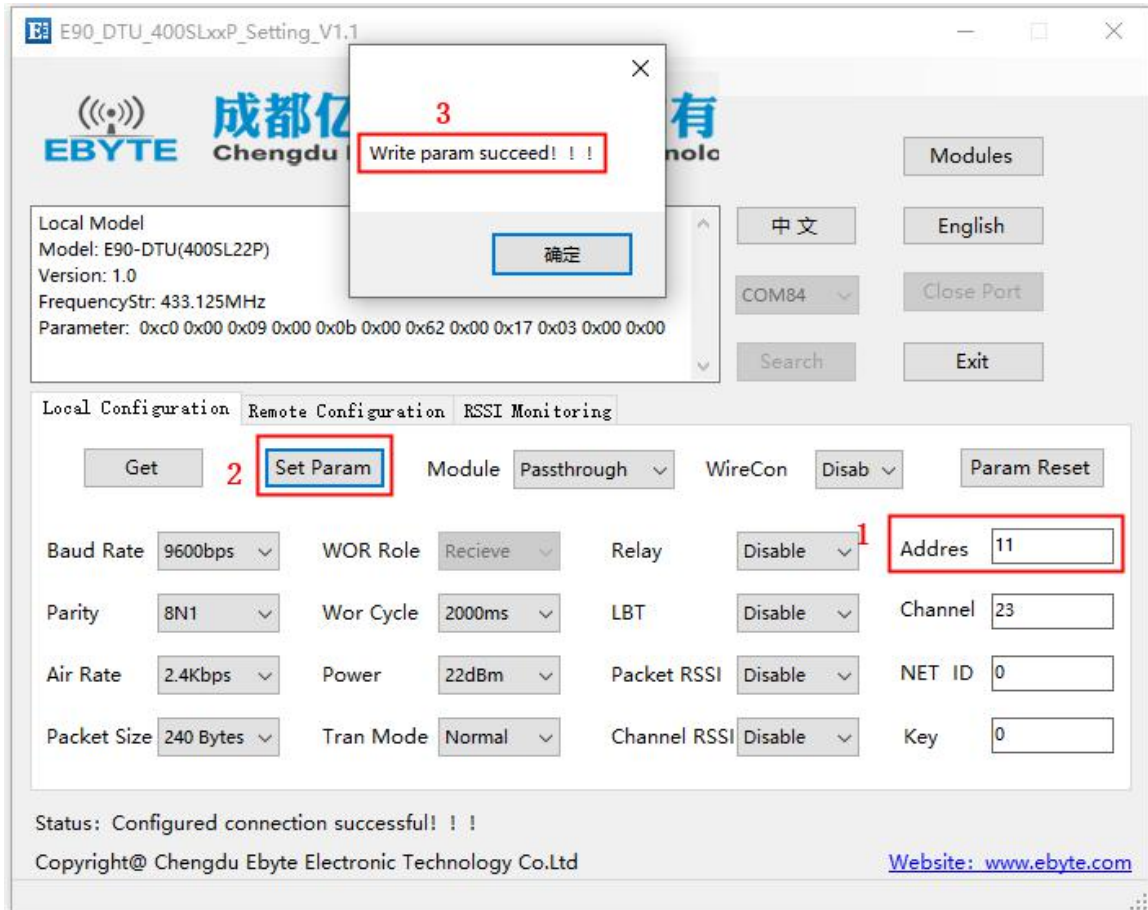 E90_DTU_400SLxxP_Setting_V1.1
EBYTE
成都亿
有
Chengdu
nolc
3
Write param succeed! ! !
确定
Modules
Local Model
Model: E90-DTU(400SL22P)
Version: 1.0
FrequencyStr: 433.125MHz
Parameter: 0xc0 0x00 0x09 0x00 0x0b 0x00 0x62 0x00 0x17 0x03 0x00 0x00
中文
English
COM84
Close Port
Search
Exit
Local Configuration
Remote Configuration
RSSI Monitoring
Get
2
Set Param
Module
Passthrough
WireCon
Disab
Param Reset
Baud Rate
9600bps
WOR Role
Recieve
Relay
Disable
1
Addres
11
Parity
8N1
Wor Cycle
2000ms
LBT
Disable
Channel
23
Air Rate
2.4Kbps
Power
22dBm
Packet RSSI
Disable
NET ID
0
Packet Size
240 Bytes
Tran Mode
Normal
Channel RSSI
Disable
Key
0
Status: Configured connection successful! ! !
Copyright@ Chengdu Ebyte Electronic Technology Co.Ltd
Website: www.ebyte.com